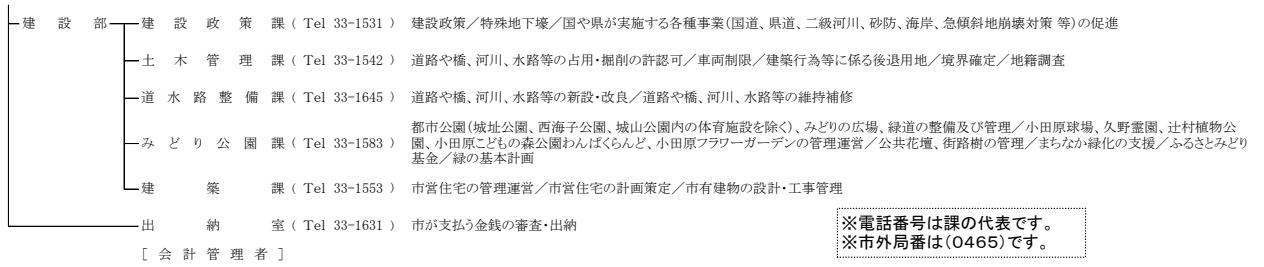 建設部 建設政策課(Tel 33-1531) 建設政策／特殊地下壕／国や県が実施する各種事業(国道、県道、二級河川、砂防、海岸、急傾斜地崩壊対策 等)の促進
土木管理課(Tel 33-1542) 道路や橋、河川、水路等の占用・掘削の許認可／車両制限／建築行為等に係る後退用地／境界確定／地籍調査
道水路整備課(Tel 33-1645) 道路や橋、河川、水路等の新設・改良／道路や橋、河川、水路等の維持補修
みどり公園課(Tel 33-1583) 都市公園(城址公園、西海子公園、城山公園内の体育施設を除く)、みどりの広場、緑道の整備及び管理／小田原球場、久野霊園、辻村植物公
園、小田原こどもの森公園わんぱくらんど、小田原フラワーガーデンの管理運営／公共花壇、街路樹の管理／まちなか緑化の支援／ふるさとみどり
基金／緑の基本計画
建築課(Tel 33-1553) 市営住宅の管理運営／市営住宅の計画策定／市有建物の設計・工事管理
出納室(Tel 33-1631) 市が支払う金銭の審査・出納
[会計管理者]
※電話番号は課の代表です。
※市外局番は(0465)です。